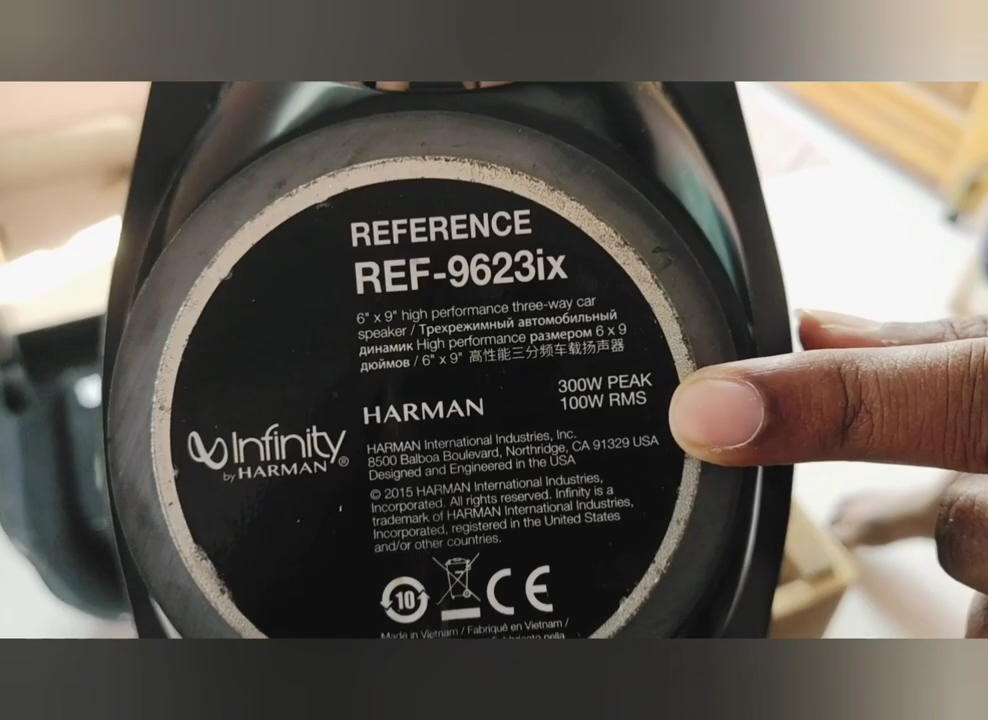 REFERENCE
REF-9623ix
6" x 9" high performance three-way car
speaker / Трехрежимный автомобильный
динамик High performance размером 6 x 9
дюймов / 6" x 9" 高性能三分频车载扬声器
300W PEAK
100W RMS
HARMAN
Infinity®
by HARMAN
HARMAN International Industries, Inc.
8500 Balboa Boulevard, Northridge, CA 91329 USA
Designed and Engineered in the USA
© 2015 HARMAN International Industries,
Incorporated. All rights reserved. Infinity is a
trademark of HARMAN International Industries,
Incorporated, registered in the United States
and/or other countries.
10
CE
Made in Vietnam / Fabriqué en Vietnam /